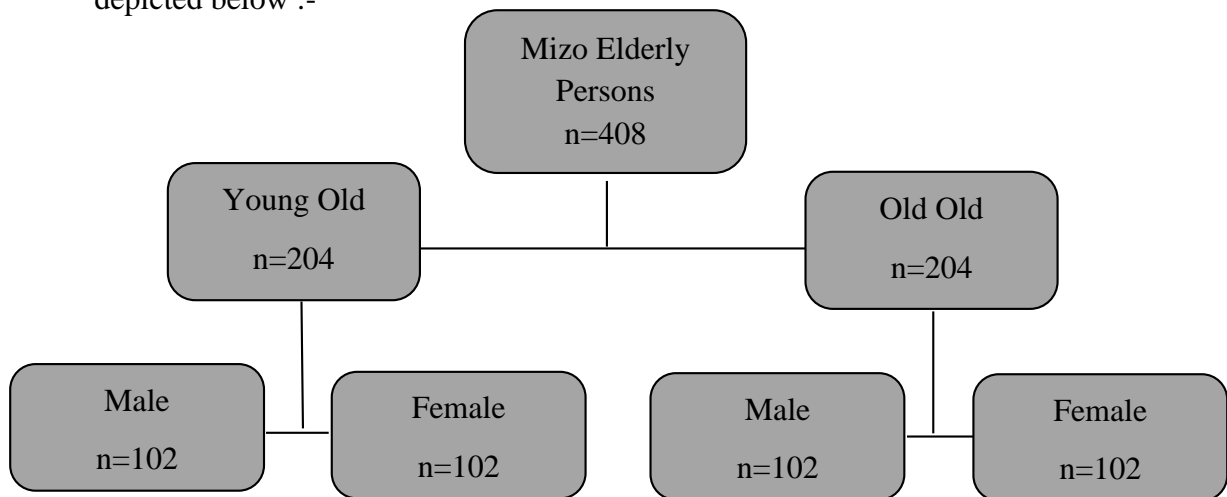 depicted below :-
Mizo Elderly
Persons
n=408
Young Old
n=204
Old Old
n=204
Male
n=102
Female
n=102
Male
n=102
Female
n=102